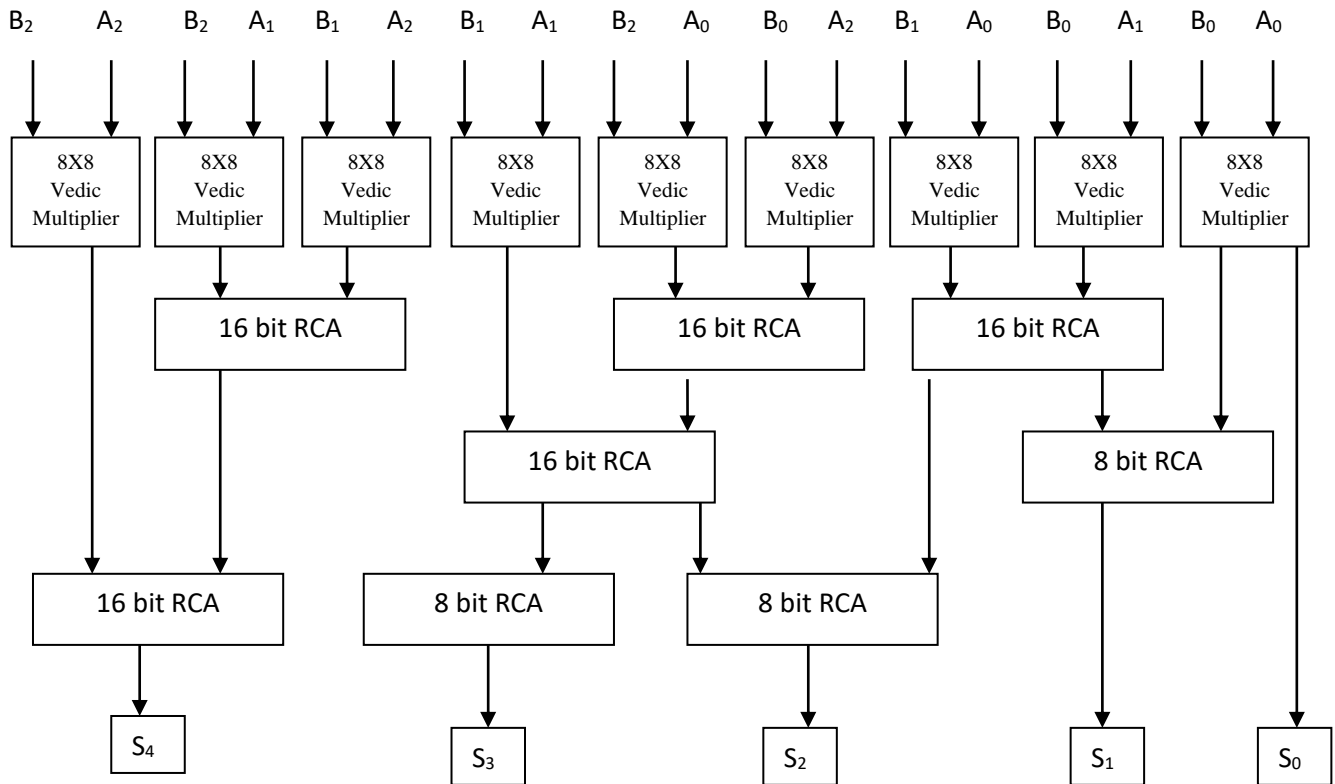 B₂ A₂ B₂ A₁ B₁ A₂ B₁ A₁ B₂ A₀ B₀ A₂ B₁ A₀ B₀ A₁ B₀ A₀
8X8 8X8 8X8 8X8 8X8 8X8 8X8 8X8 8X8
Vedic Vedic Vedic Vedic Vedic Vedic Vedic Vedic Vedic
Multiplier Multiplier Multiplier Multiplier Multiplier Multiplier Multiplier Multiplier Multiplier
16 bit RCA 16 bit RCA 16 bit RCA
16 bit RCA 8 bit RCA
16 bit RCA 8 bit RCA 8 bit RCA
S₄ S₃ S₂ S₁ S₀